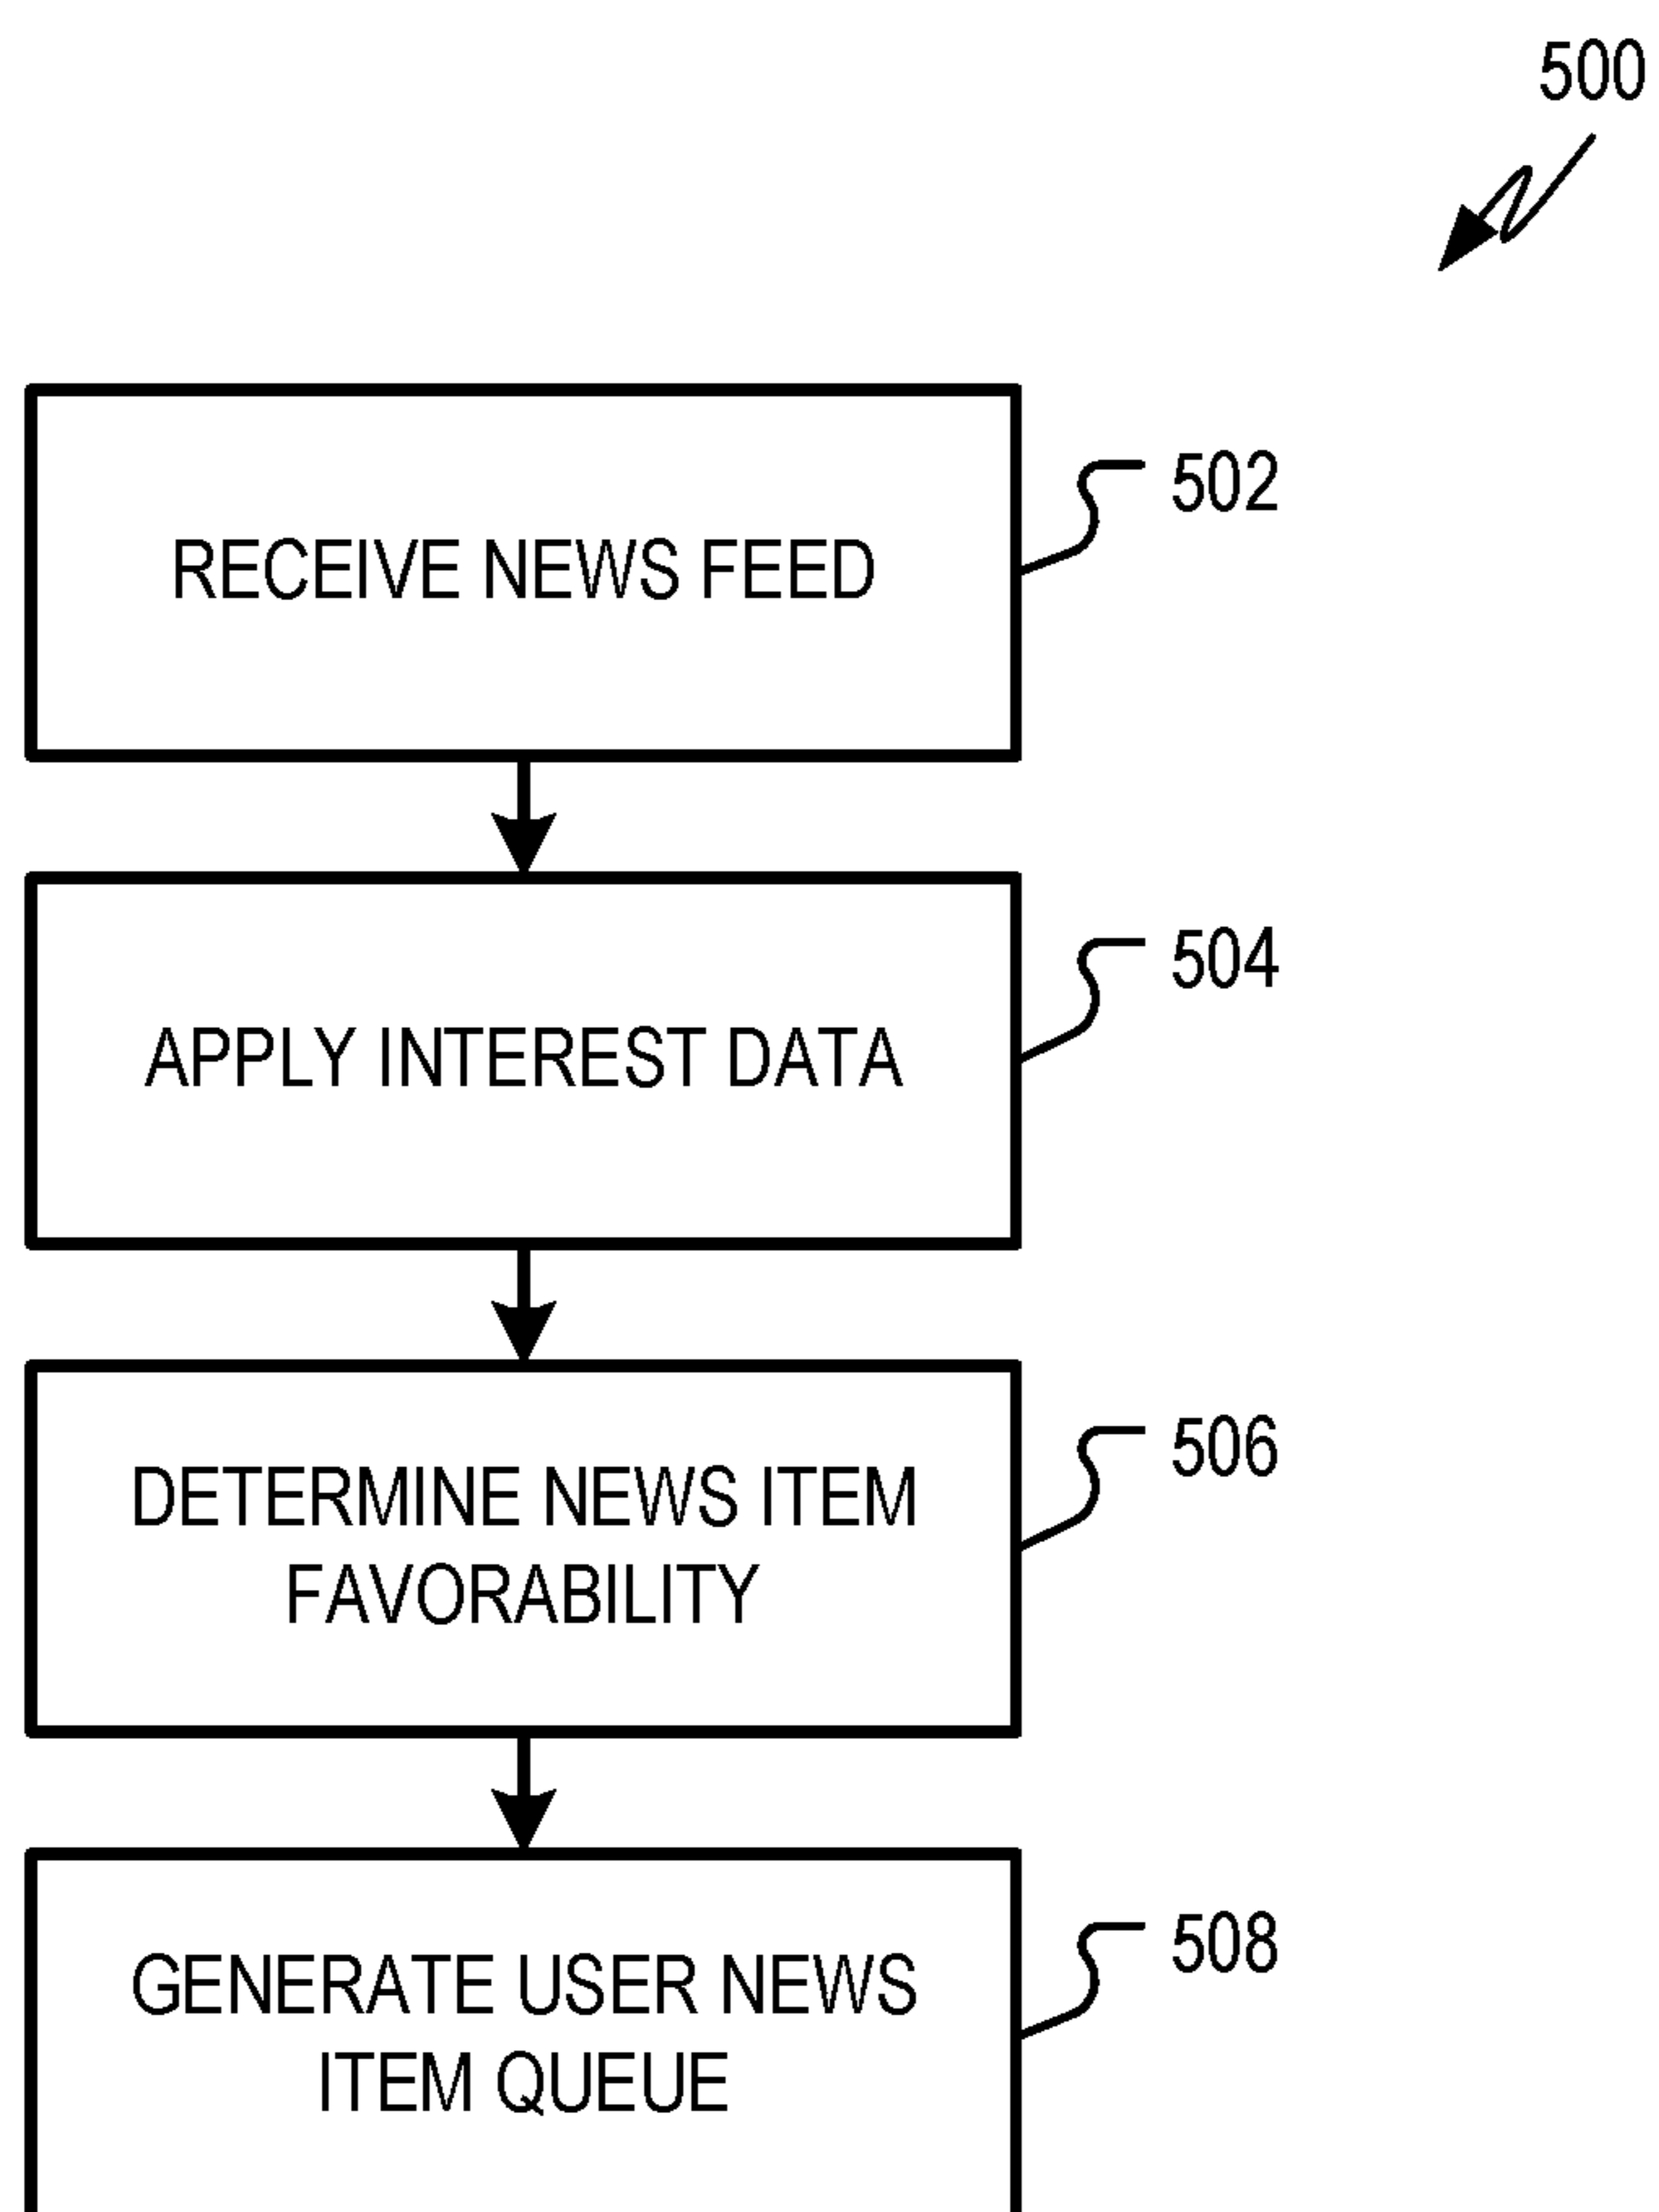 500
RECEIVE NEWS FEED
502
APPLY INTEREST DATA
504
DETERMINE NEWS ITEM
FAVORABILITY
506
GENERATE USER NEWS
ITEM QUEUE
508